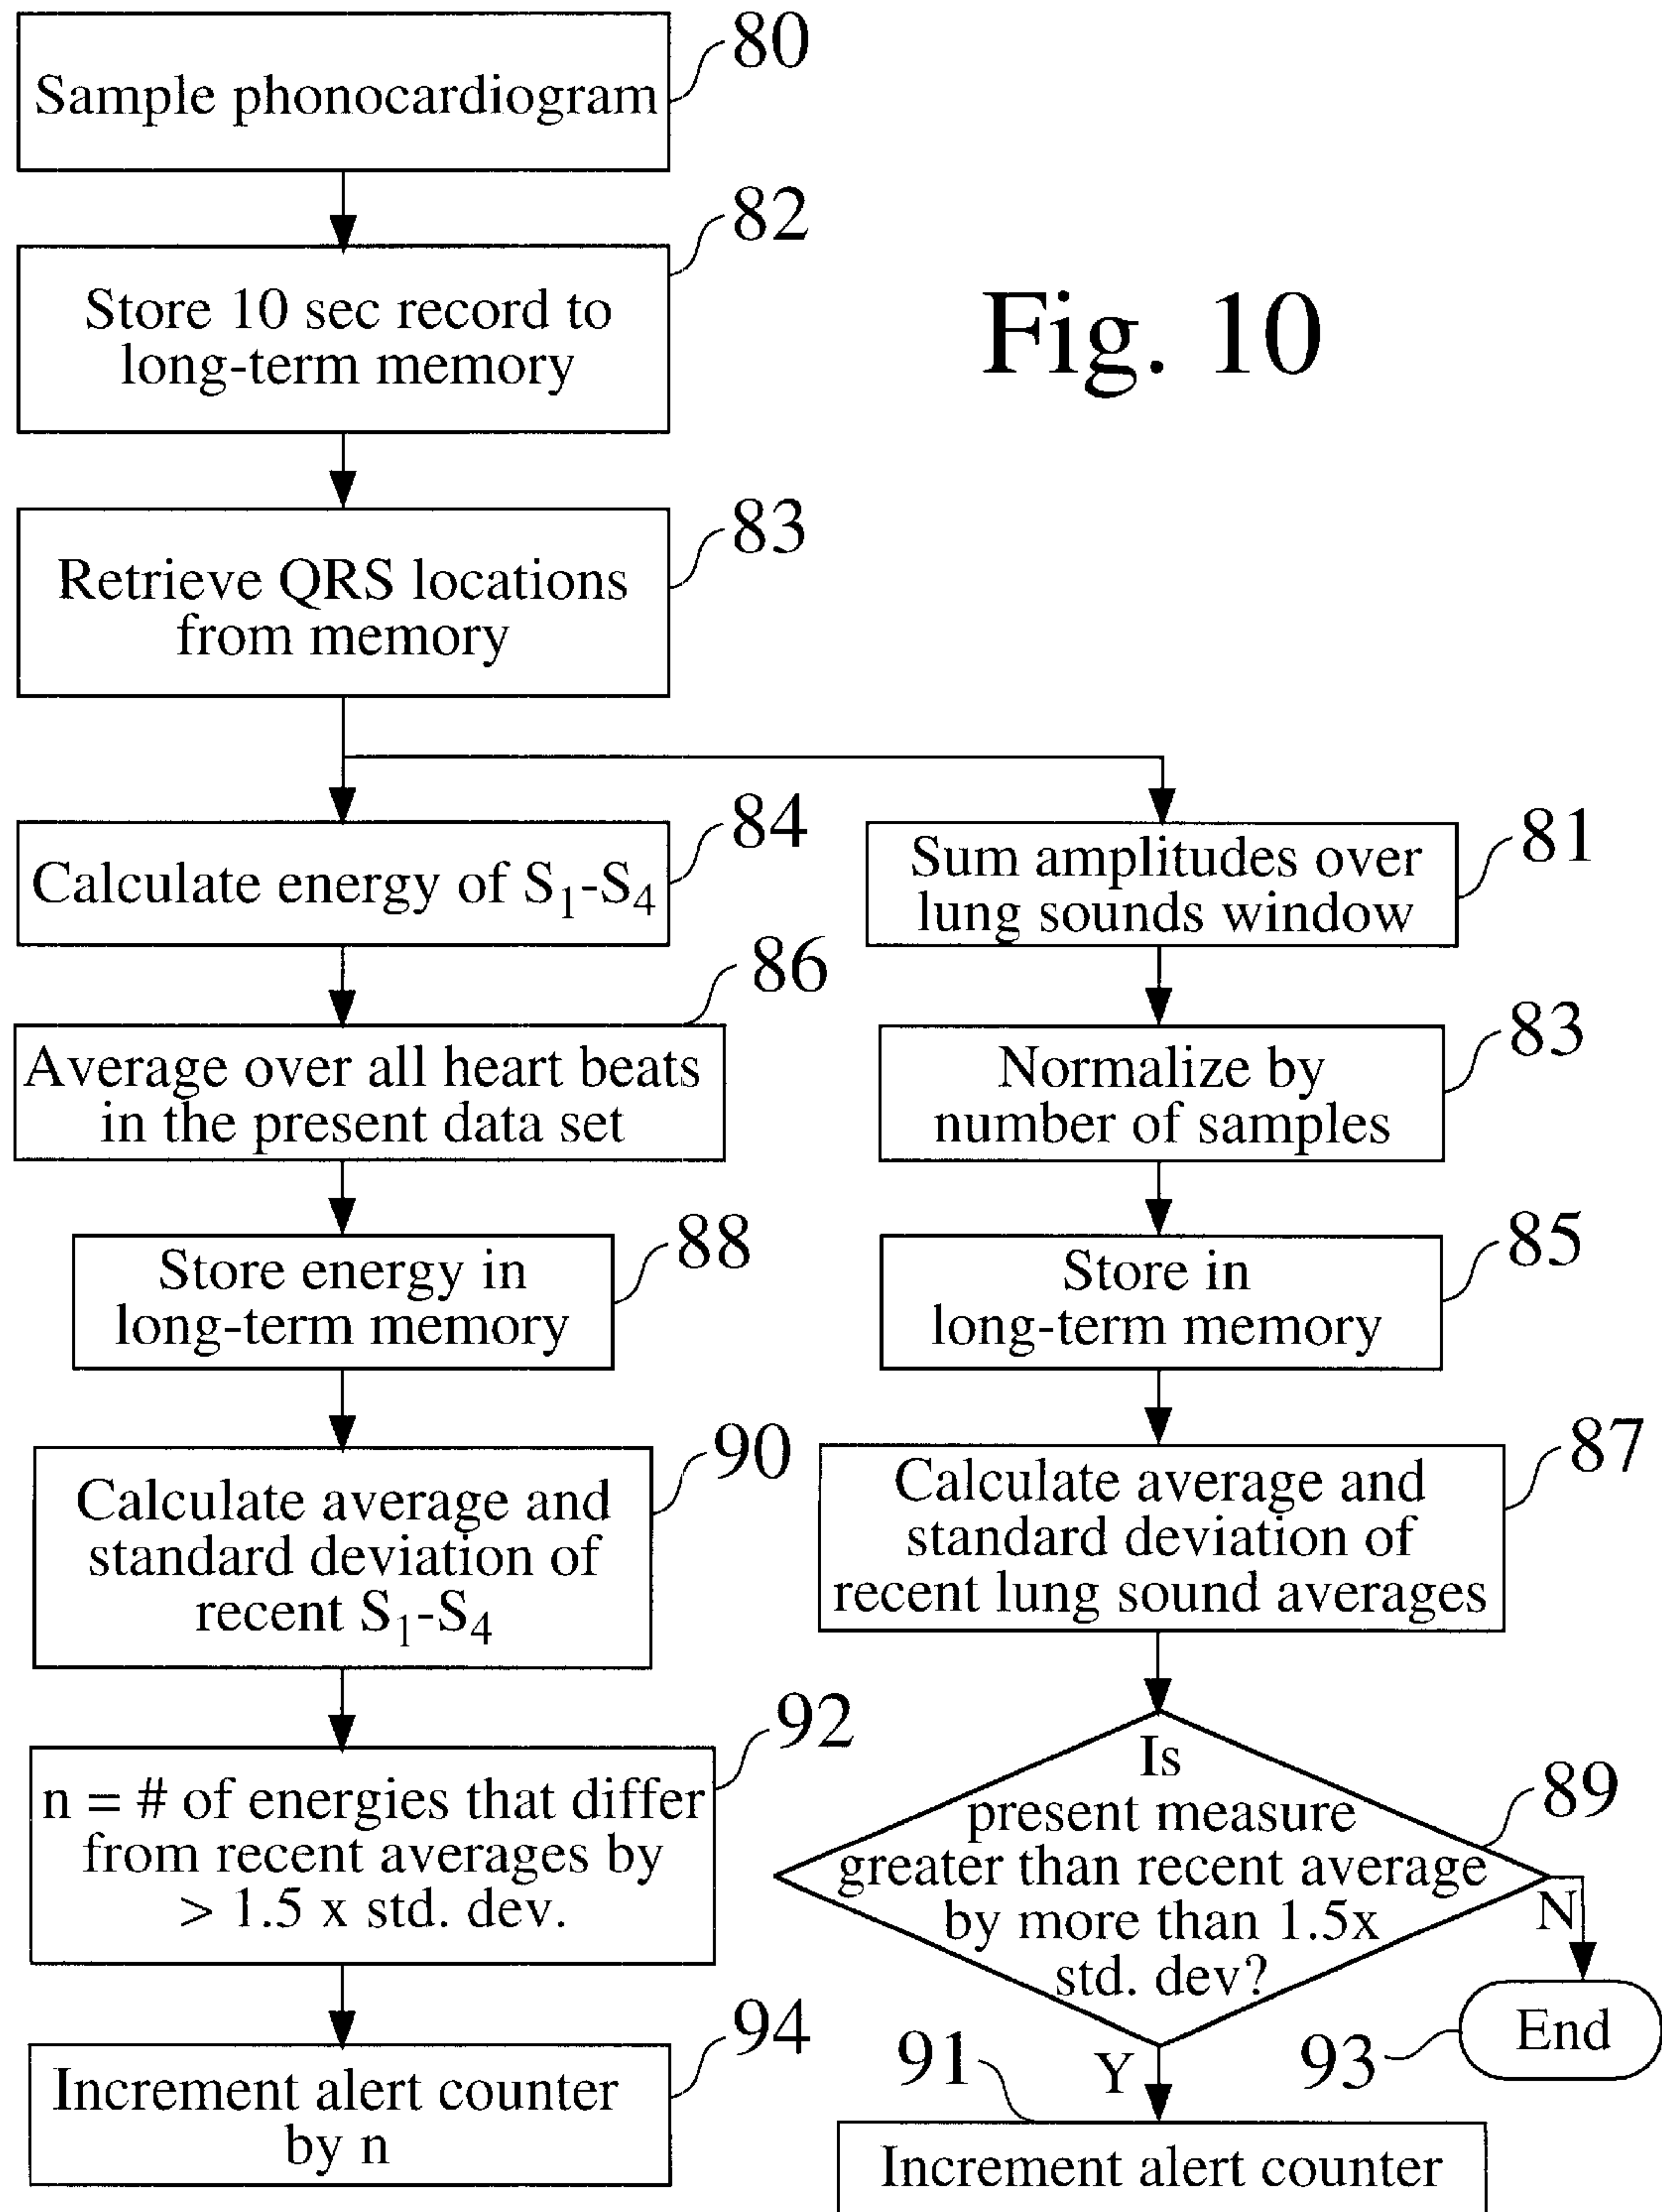 80
Sample phonocardiogram
82
Store 10 sec record to
long-term memory
Fig. 10
83
Retrieve QRS locations
from memory
84
Calculate energy of S₁-S₄
86
Average over all heart beats
in the present data set
88
Store energy in
long-term memory
90
Calculate average and
standard deviation of
recent S₁-S₄
92
n = # of energies that differ
from recent averages by
> 1.5 x std. dev.
94
Increment alert counter
by n
81
Sum amplitudes over
lung sounds window
83
Normalize by
number of samples
85
Store in
long-term memory
87
Calculate average and
standard deviation of
recent lung sound averages
89
Is
present measure
greater than recent average
by more than 1.5x
std. dev?
N
End
93
Y
91
Increment alert counter